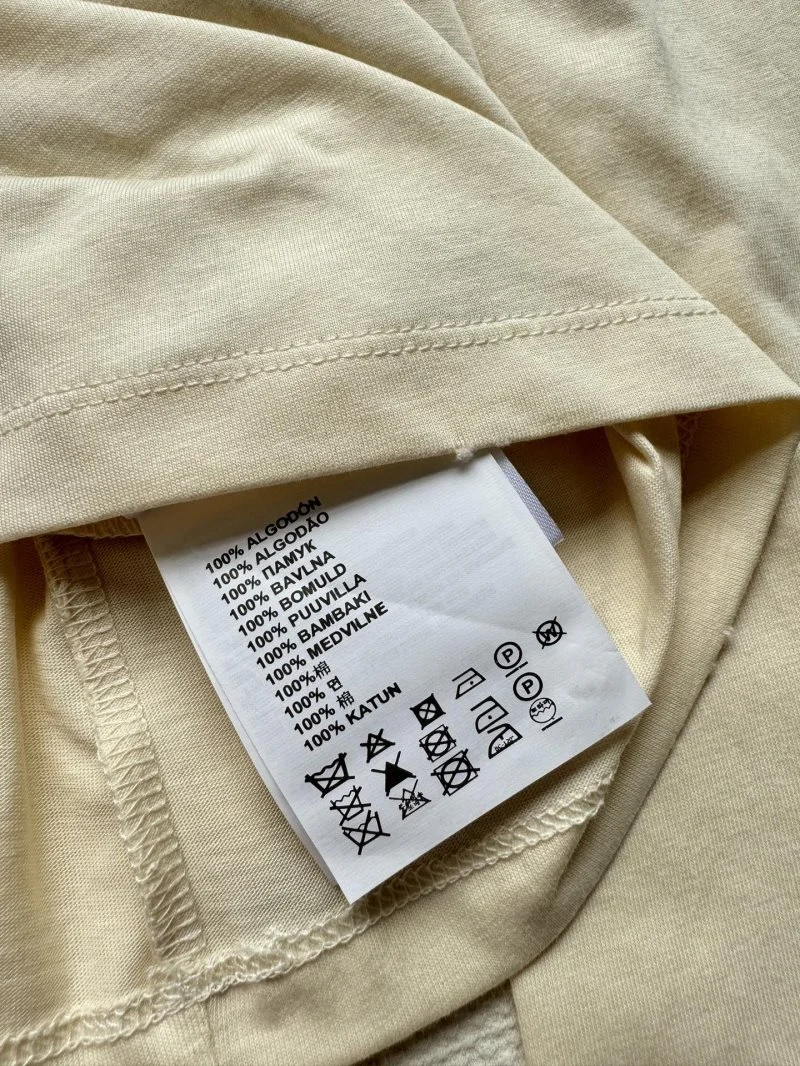 100% ALGODÓN
100% ALGODÃO
100% ПАМУК
100% BAVLNA
100% BOMULD
100% PUUVILLA
100% BAMBAKI
100% MEDVILNE
100%棉
100% 면
100% 棉
100% KATUN
P
P
W